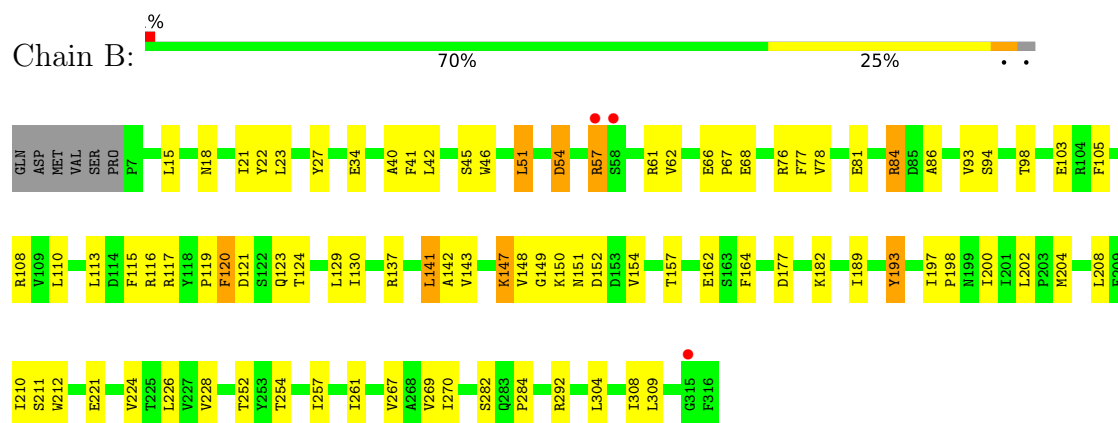 .%
Chain B:
70% 25% • •
GLN ASP MET VAL SER PRO P7 L15 N18 I21 Y22 L23 Y27 E34 A40 F41 L42 S45 W46 L51 D54 R57 S58 R61 V62 E66 P67 E68 R76 F77 V78 E81 R84 D85 A86 V93 S94 T98 E103 R104 F105
R108 V109 L110 L113 D114 F115 R116 R117 Y118 P119 F120 D121 S122 Q123 T124 L129 I130 R137 L141 A142 V143 K147 V148 G149 K150 N151 D152 D153 V154 T157 E162 S163 F164 D177 K182 I189 Y193 I197 P198 N199 I200 I201 L202 P203 M204 L208
I210 S211 W212 E221 V224 T225 L226 V227 V228 T252 Y253 T254 I257 I261 V267 A268 V269 I270 S282 Q283 P284 R292 L304 I308 L309 G315 F316